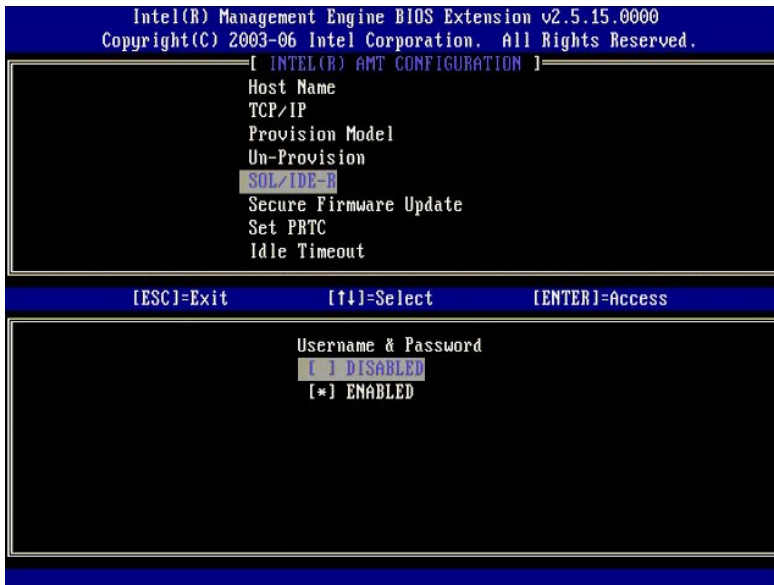 Intel(R) Management Engine BIOS Extension v2.5.15.0000
Copyright(C) 2003-06 Intel Corporation. All Rights Reserved.
[ INTEL(R) AMT CONFIGURATION ]
Host Name
TCP/IP
Provision Model
Un-Provision
SOL/IDE-R
Secure Firmware Update
Set PRTC
Idle Timeout
[ESC]=Exit [↑↓]=Select [ENTER]=Access
Username & Password
[ ] DISABLED
[*] ENABLED